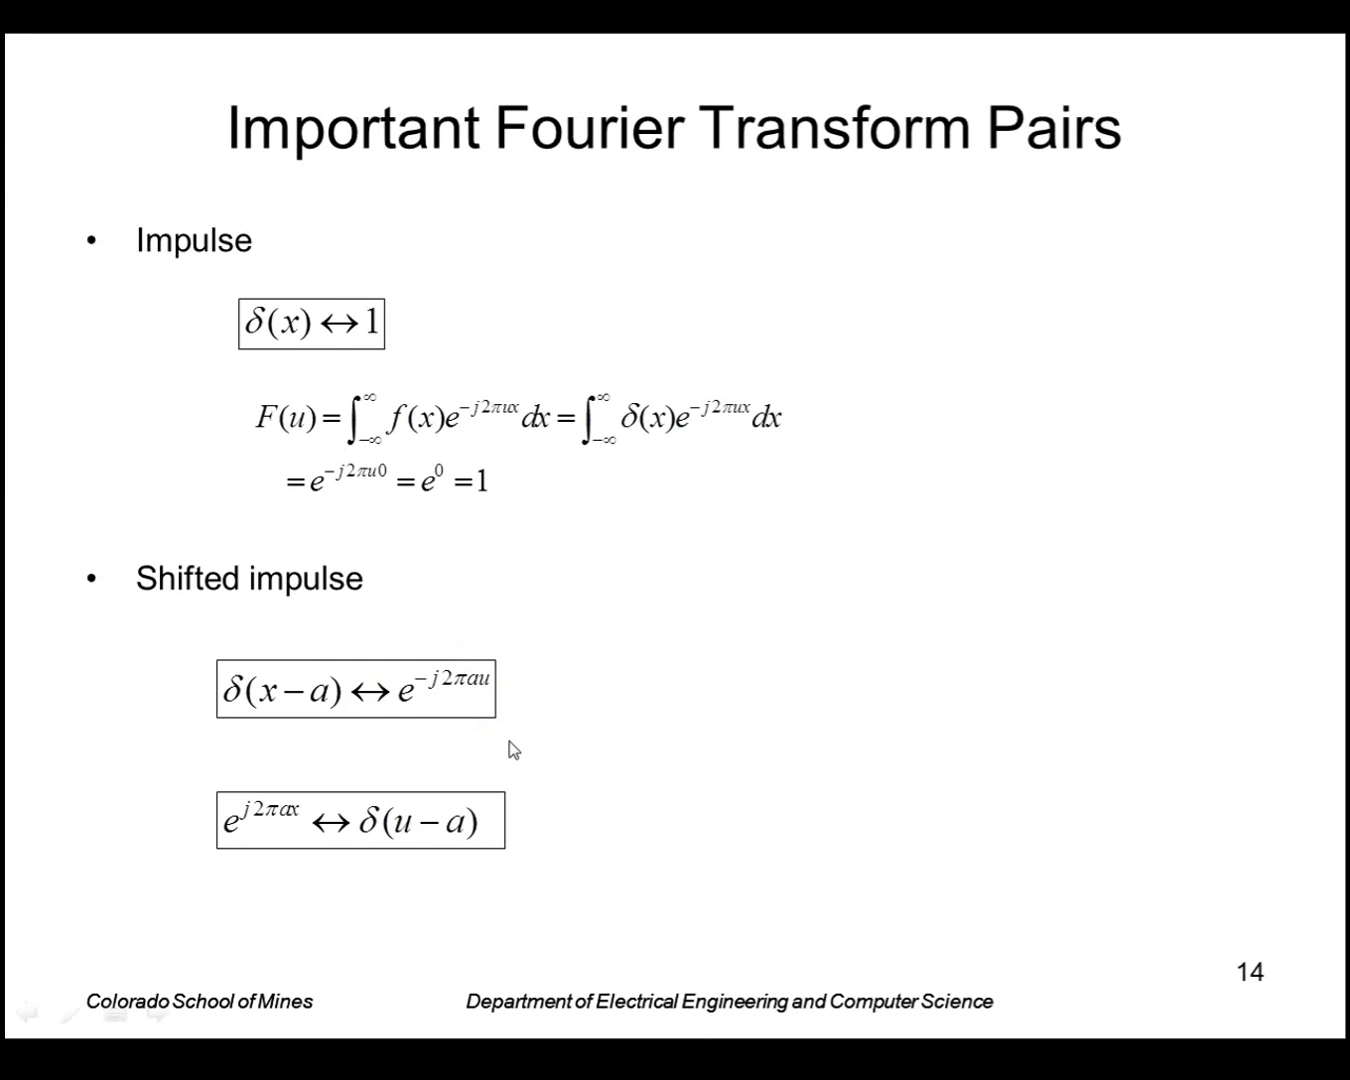 Important Fourier Transform Pairs
• Impulse
δ(x) ↔ 1
F(u) = ∫_{-∞}^{∞} f(x)e^{-j2πux} dx = ∫_{-∞}^{∞} δ(x)e^{-j2πux} dx
= e^{-j2πu0} = e^0 = 1
• Shifted impulse
δ(x − a) ↔ e^{-j2πau}
e^{j2πax} ↔ δ(u − a)
14
Colorado School of Mines Department of Electrical Engineering and Computer Science